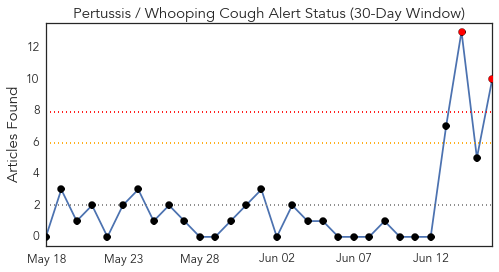 Pertussis / Whooping Cough Alert Status (30-Day Window)
Articles Found
12
10
8
6
4
2
0
May 18
May 23
May 28
Jun 02
Jun 07
Jun 12